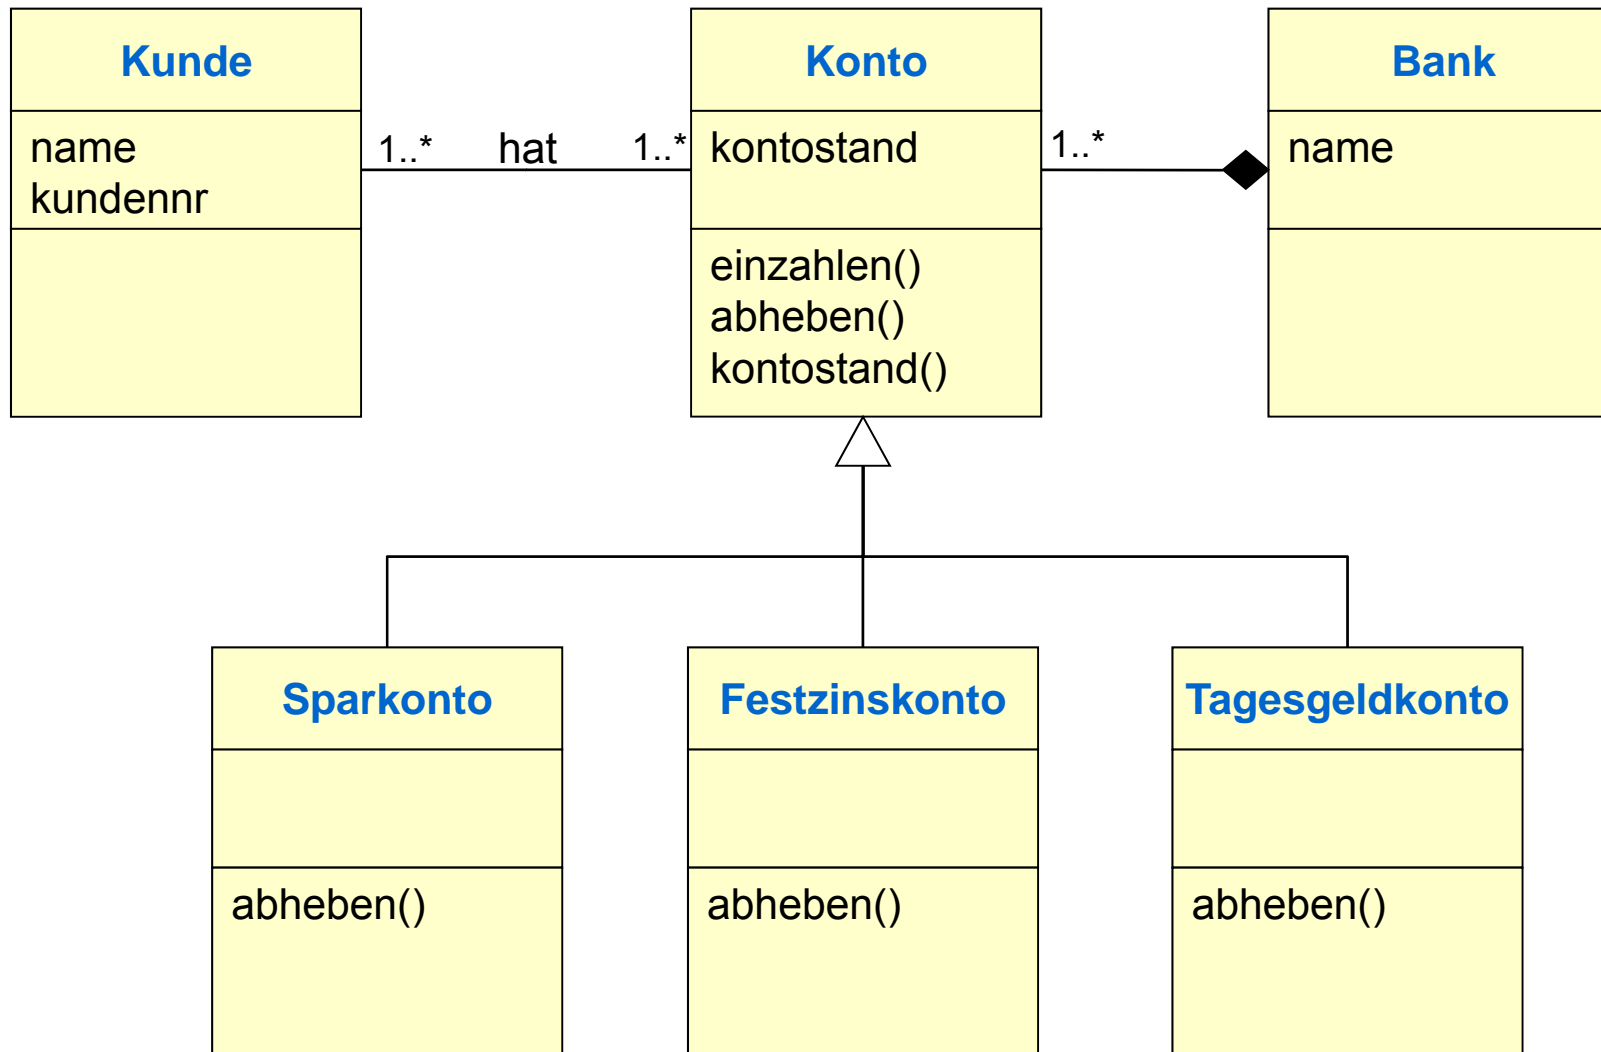 Kunde
name
kundennr
1..* hat 1..*
Konto
kontostand
einzahlen()
abheben()
kontostand()
1..*
Bank
name
Sparkonto
abheben()
Festzinskonto
abheben()
Tagesgeldkonto
abheben()